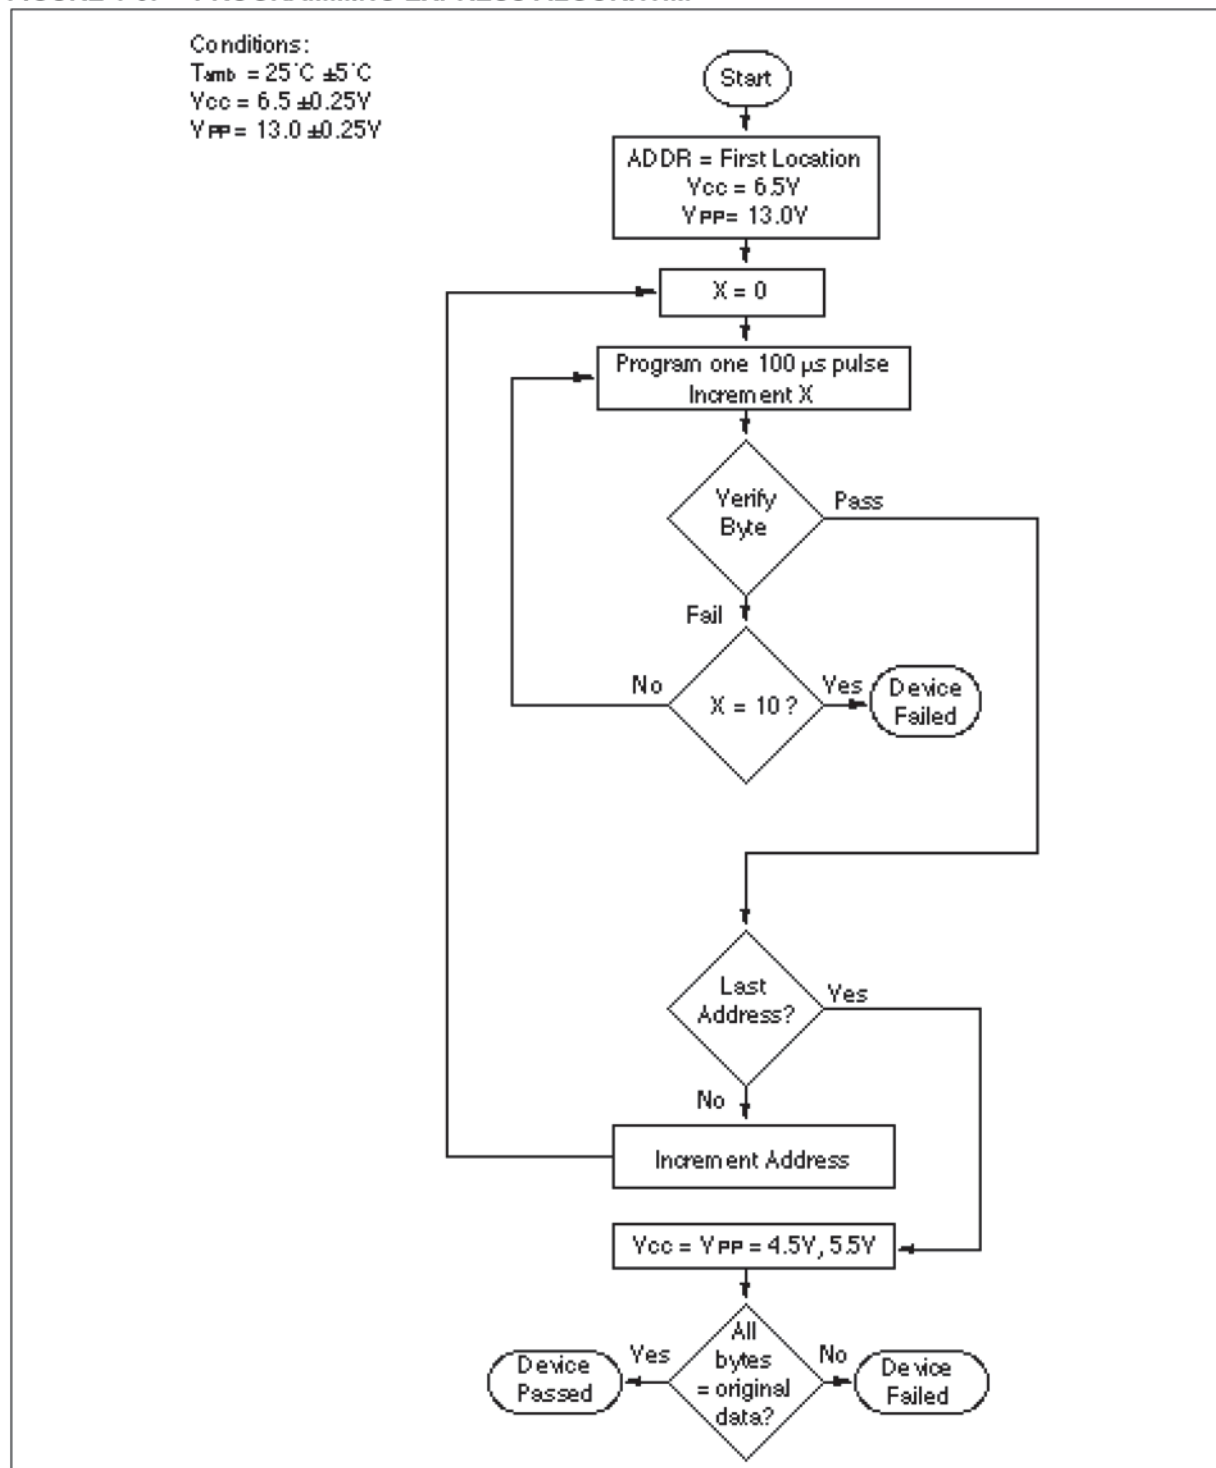 Conditions:
Tamb = 25°C ±5°C
Vcc = 6.5 ±0.25V
VPP = 13.0 ±0.25V
Start
ADDR = First Location
Vcc = 6.5V
VPP= 13.0V
X = 0
Program one 100 µs pulse
Increment X
Verify
Byte
Pass
Fail
No
X = 10 ?
Yes
Device
Failed
Last
Address?
Yes
No
Increment Address
Vcc = VPP = 4.5V, 5.5V
All
bytes
= original
data?
Yes
Device
Passed
No
Device
Failed